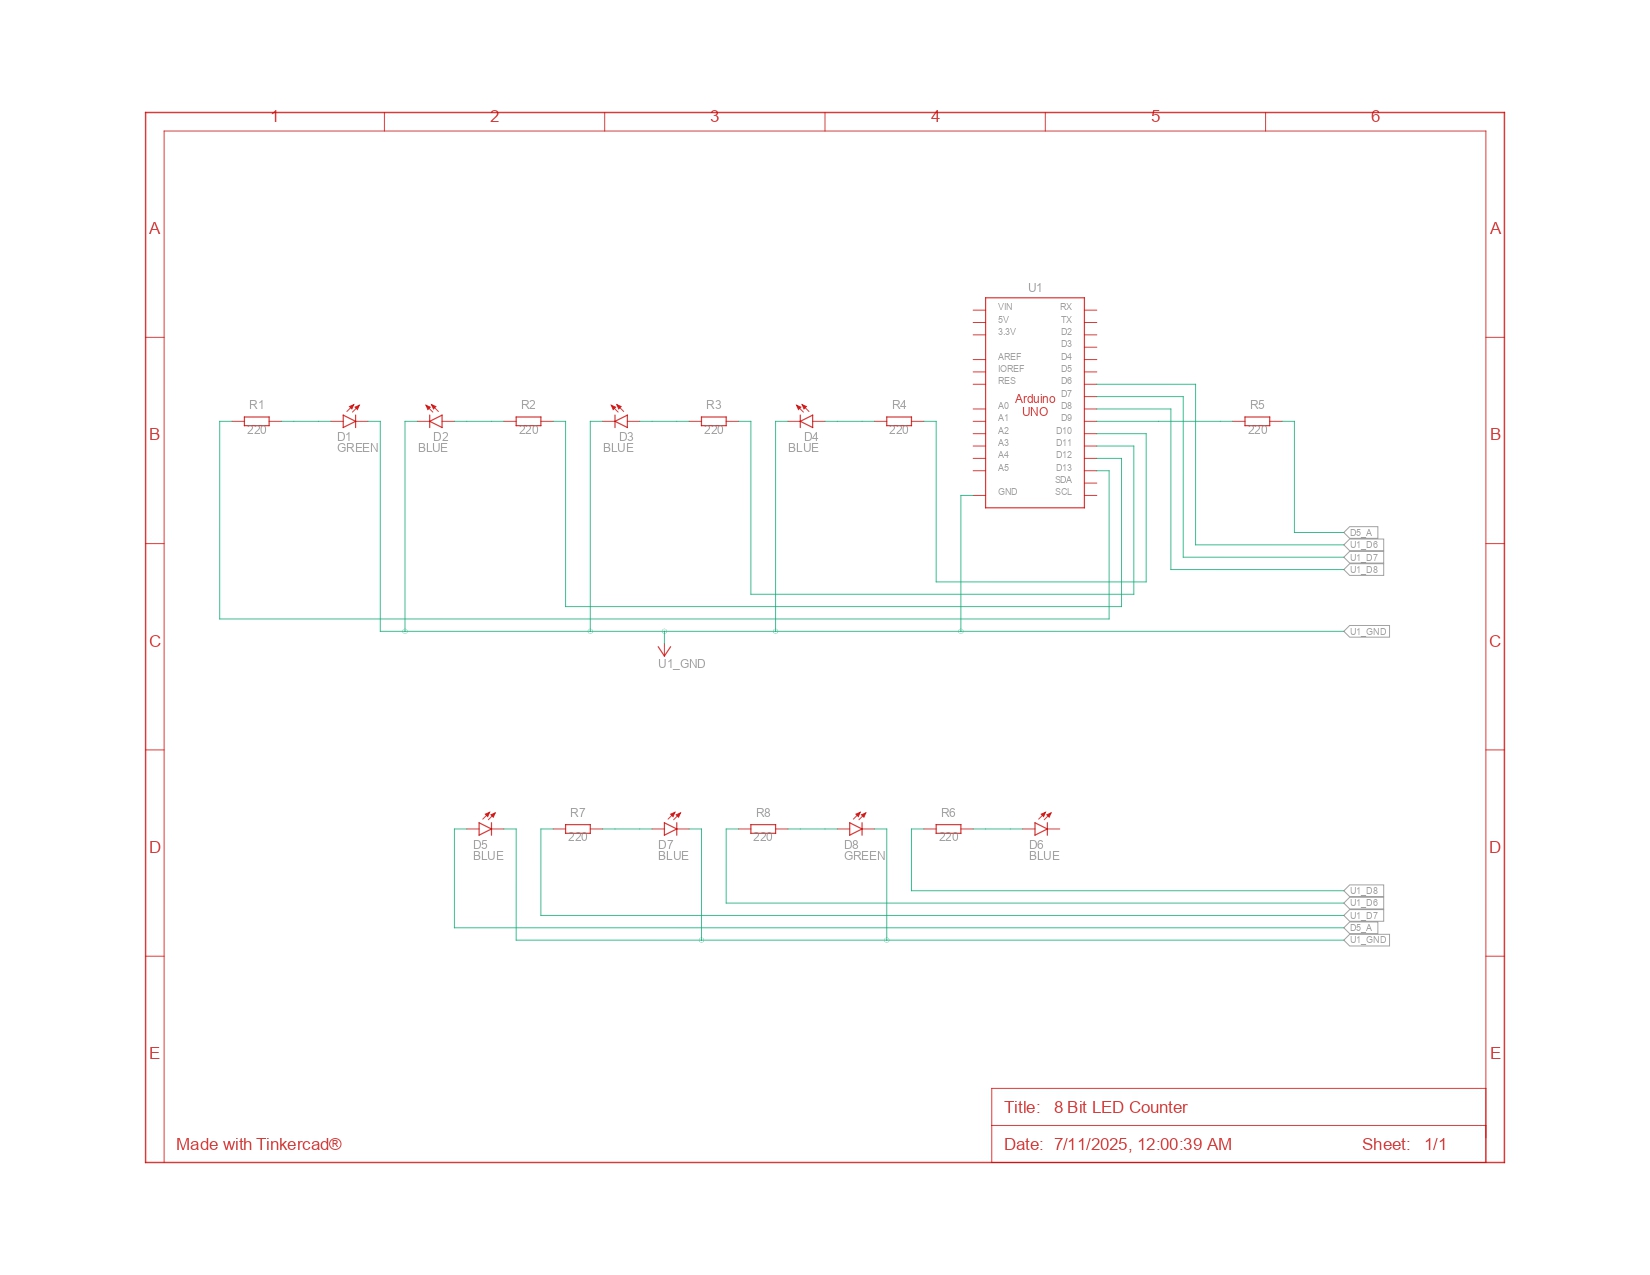 1 2 3 4 5 6
A A
U1
VIN RX
5V TX
3.3V D2
D3
AREF D4
IOREF D5
RES D6
D7
Arduino
UNO
A0 D8
A1 D9
A2 D10
A3 D11
A4 D12
A5 D13
SDA
GND SCL
R1 R2 R3 R4 R5
220 220 220 220 220
B B
D1 D2 D3 D4
GREEN BLUE BLUE BLUE
D5_A
U1_D6
U1_D7
U1_D8
U1_GND
C C
U1_GND
R7 R8 R6
220 220 220
D D
D5 D7 D8 D6
BLUE BLUE GREEN BLUE
U1_D8
U1_D6
U1_D7
D5_A
U1_GND
E E
Title: 8 Bit LED Counter
Made with Tinkercad®
Date: 7/11/2025, 12:00:39 AM Sheet: 1/1